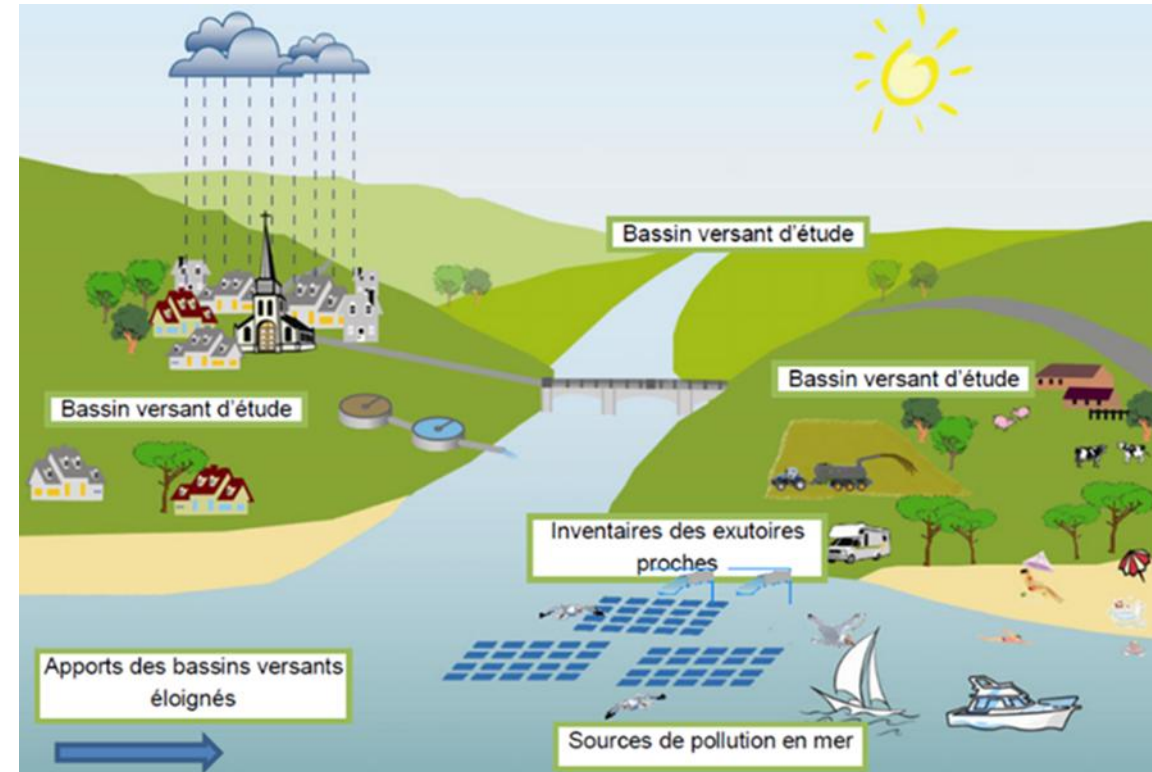 Bassin versant d'étude
Bassin versant d'étude
Bassin versant d'étude
Inventaires des exutoires
proches
Apports des bassins versants
éloignés
Sources de pollution en mer